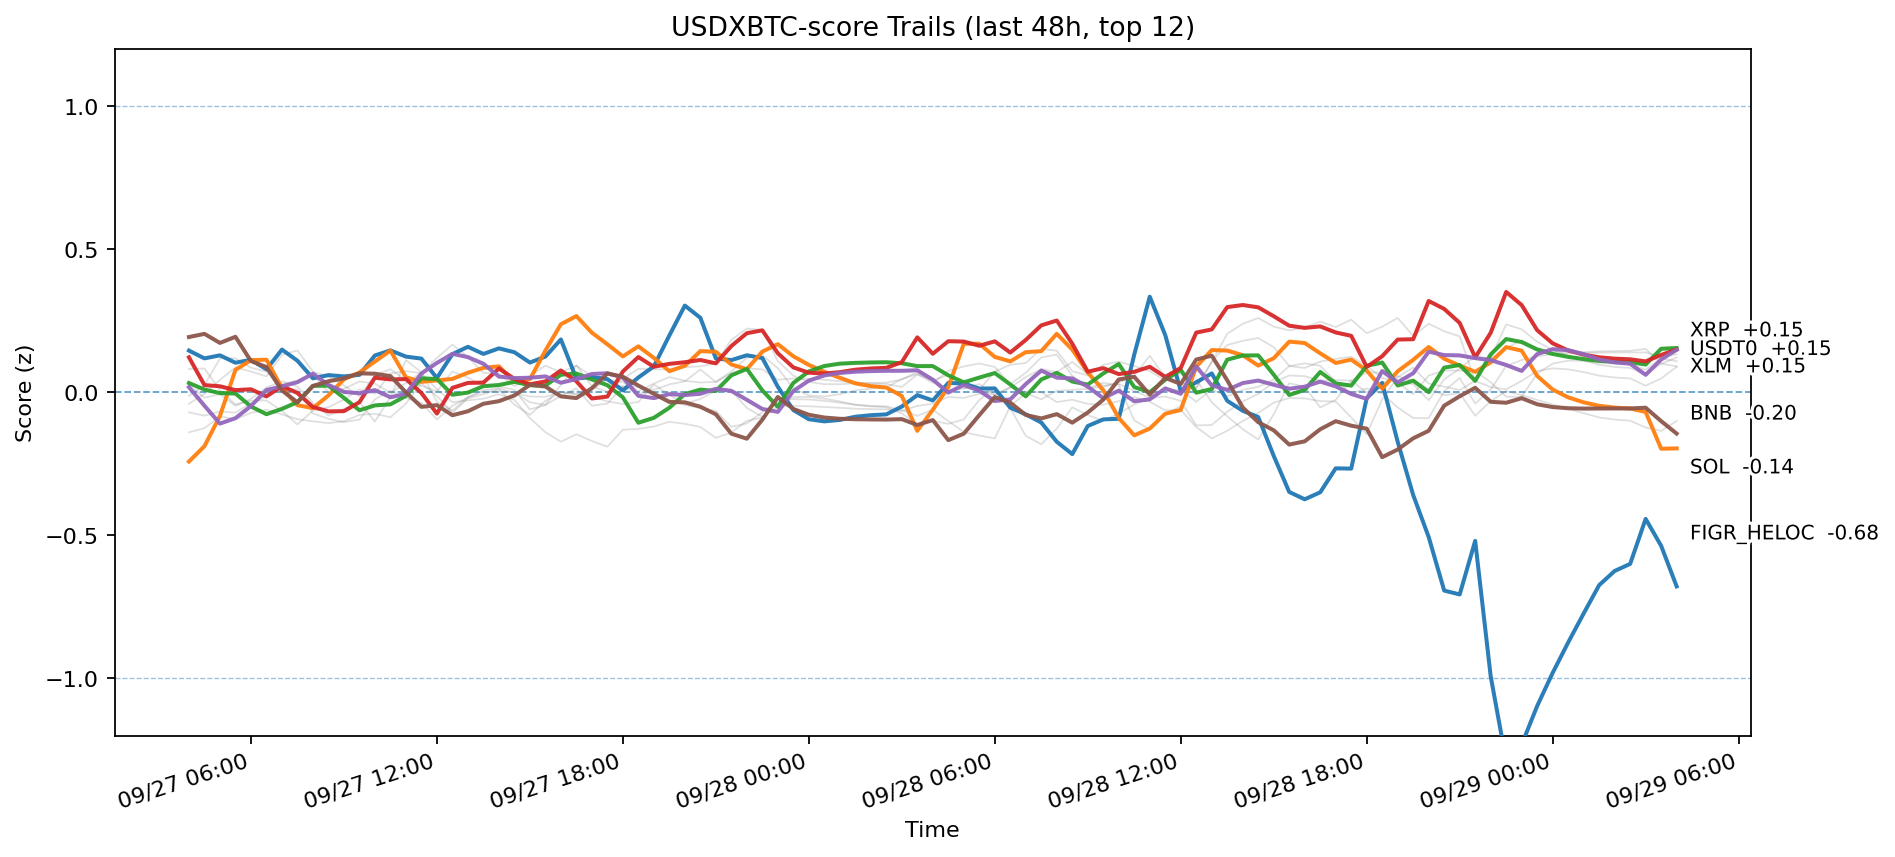 USDXBTC-score Trails (last 48h, top 12)
Score (z)
1.0
0.5
0.0
−0.5
−1.0
XRP +0.15
USDT0 +0.15
XLM +0.15
BNB -0.20
SOL -0.14
FIGR_HELOC -0.68
09/27 06:00
09/27 12:00
09/27 18:00
09/28 00:00
09/28 06:00
09/28 12:00
09/28 18:00
09/29 00:00
09/29 06:00
Time